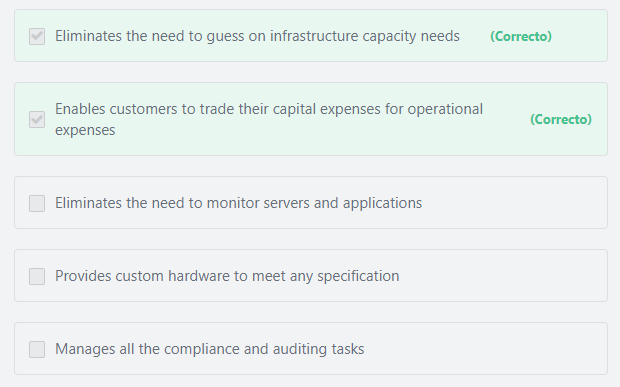 Eliminates the need to guess on infrastructure capacity needs (Correcto)
Enables customers to trade their capital expenses for operational
expenses (Correcto)
Eliminates the need to monitor servers and applications
Provides custom hardware to meet any specification
Manages all the compliance and auditing tasks